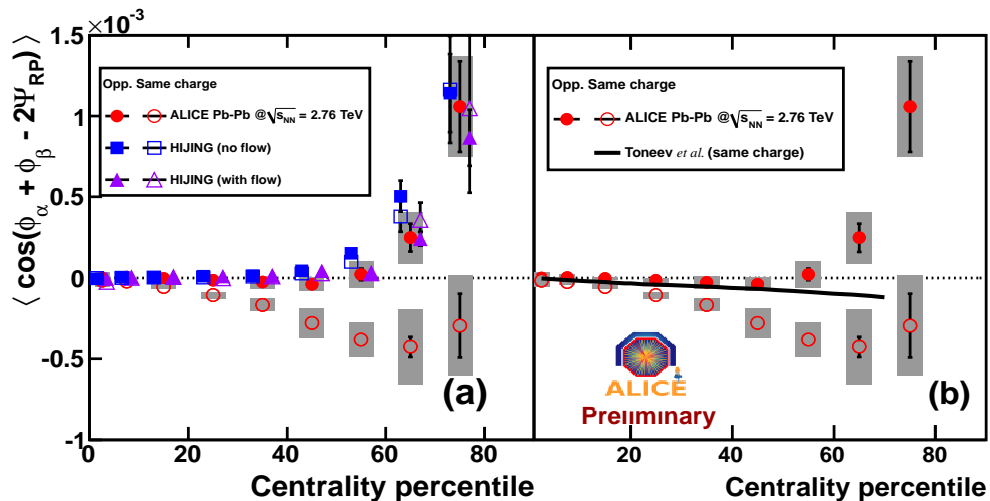 ×10⁻³
⟨ cos(φα + φβ - 2ΨRP) ⟩
1.5
1
0.5
0
-0.5
-1
Opp. Same charge
ALICE Pb-Pb @√sNN = 2.76 TeV
HIJING (no flow)
HIJING (with flow)
(a)
0 20 40 60 80
Centrality percentile
Opp. Same charge
ALICE Pb-Pb @√sNN = 2.76 TeV
Toneev et al. (same charge)
ALICE
Preliminary
(b)
20 40 60 80
Centrality percentile